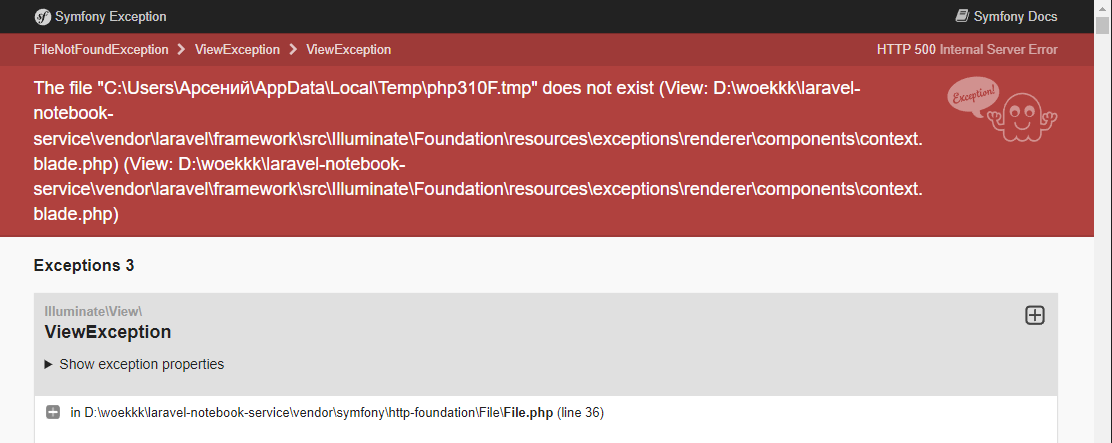 Symfony Exception Symfony Docs
FileNotFoundException ViewException ViewException HTTP 500 Internal Server Error
The file "C:\Users\Арсений\AppData\Local\Temp\php310F.tmp" does not exist (View: D:\woekkk\laravel-
notebook-
service\vendor\laravel\framework\src\Illuminate\Foundation\resources\exceptions\renderer\components\context.
blade.php) (View: D:\woekkk\laravel-notebook-
service\vendor\laravel\framework\src\Illuminate\Foundation\resources\exceptions\renderer\components\context.
blade.php)
Exception!
Exceptions 3
Illuminate\View\
ViewException
Show exception properties
in D:\woekkk\laravel-notebook-service\vendor\symfony\http-foundation\File\File.php (line 36)